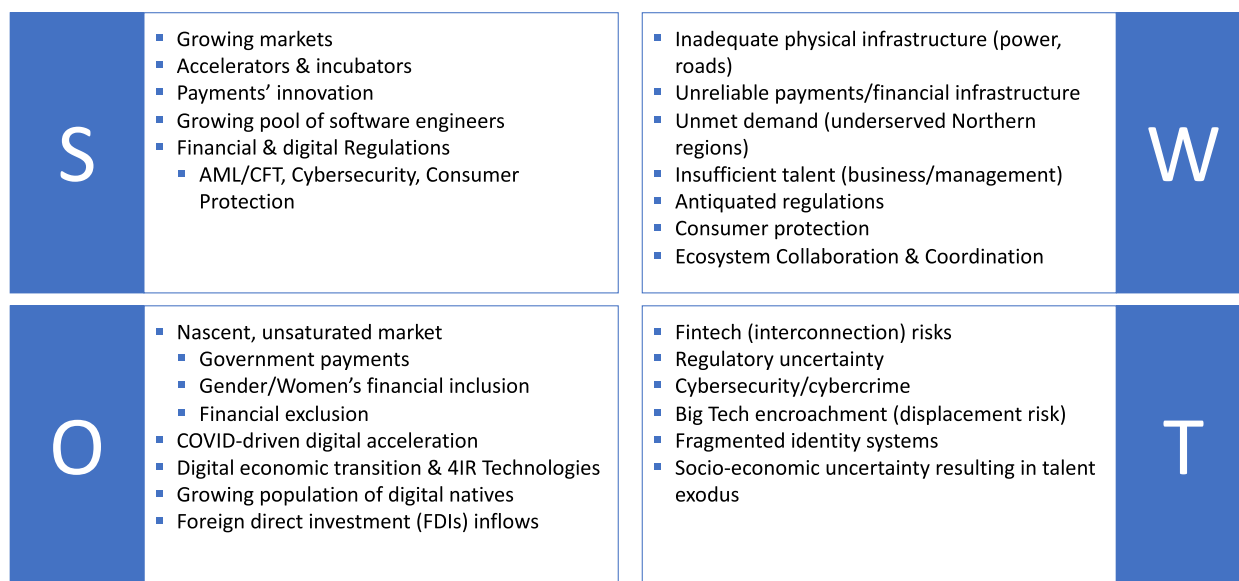 S
Growing markets
Accelerators & incubators
Payments’ innovation
Growing pool of software engineers
Financial & digital Regulations
AML/CFT, Cybersecurity, Consumer
Protection
Inadequate physical infrastructure (power,
roads)
Unreliable payments/financial infrastructure
Unmet demand (underserved Northern
regions)
Insufficient talent (business/management)
Antiquated regulations
Consumer protection
Ecosystem Collaboration & Coordination
W
O
Nascent, unsaturated market
Government payments
Gender/Women’s financial inclusion
Financial exclusion
COVID-driven digital acceleration
Digital economic transition & 4IR Technologies
Growing population of digital natives
Foreign direct investment (FDIs) inflows
Fintech (interconnection) risks
Regulatory uncertainty
Cybersecurity/cybercrime
Big Tech encroachment (displacement risk)
Fragmented identity systems
Socio-economic uncertainty resulting in talent
exodus
T